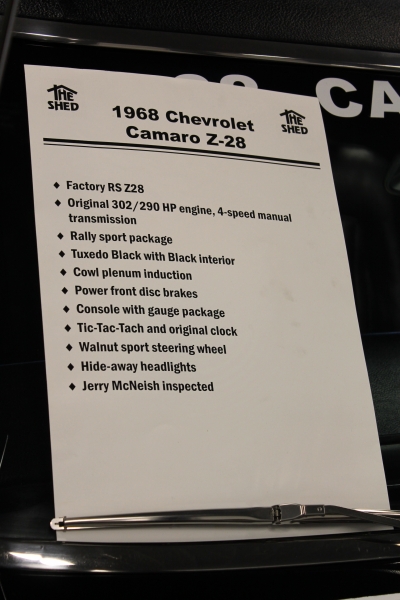 68 CA
THE
SHED
THE
SHED
1968 Chevrolet
Camaro Z-28
♦ Factory RS Z28
♦ Original 302/290 HP engine, 4-speed manual
transmission
♦ Rally sport package
♦ Tuxedo Black with Black interior
♦ Cowl plenum induction
♦ Power front disc brakes
♦ Console with gauge package
♦ Tic-Tac-Tach and original clock
♦ Walnut sport steering wheel
♦ Hide-away headlights
♦ Jerry McNeish inspected